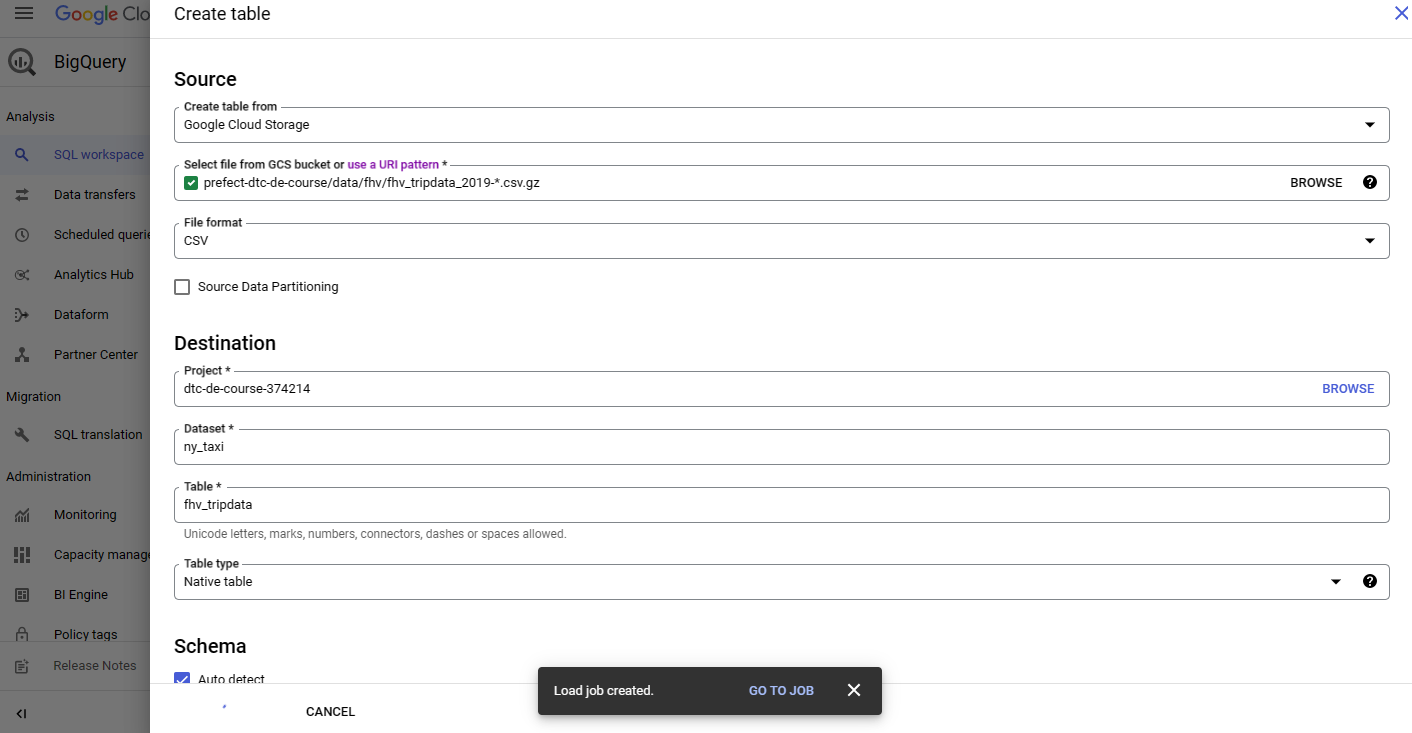 Google Clo
Create table
BigQuery
Analysis
SQL workspace
Data transfers
Scheduled querie
Analytics Hub
Dataform
Partner Center
Migration
SQL translation
Administration
Monitoring
Capacity manage
BI Engine
Policy tags
Release Notes
Source
Create table from
Google Cloud Storage
Select file from GCS bucket or use a URI pattern *
prefect-dtc-de-course/data/fhv/fhv_tripdata_2019-*.csv.gz
BROWSE
File format
CSV
Source Data Partitioning
Destination
Project *
dtc-de-course-374214
BROWSE
Dataset *
ny_taxi
Table *
fhv_tripdata
Unicode letters, marks, numbers, connectors, dashes or spaces allowed.
Table type
Native table
Schema
Auto detect
Load job created.
GO TO JOB
CANCEL